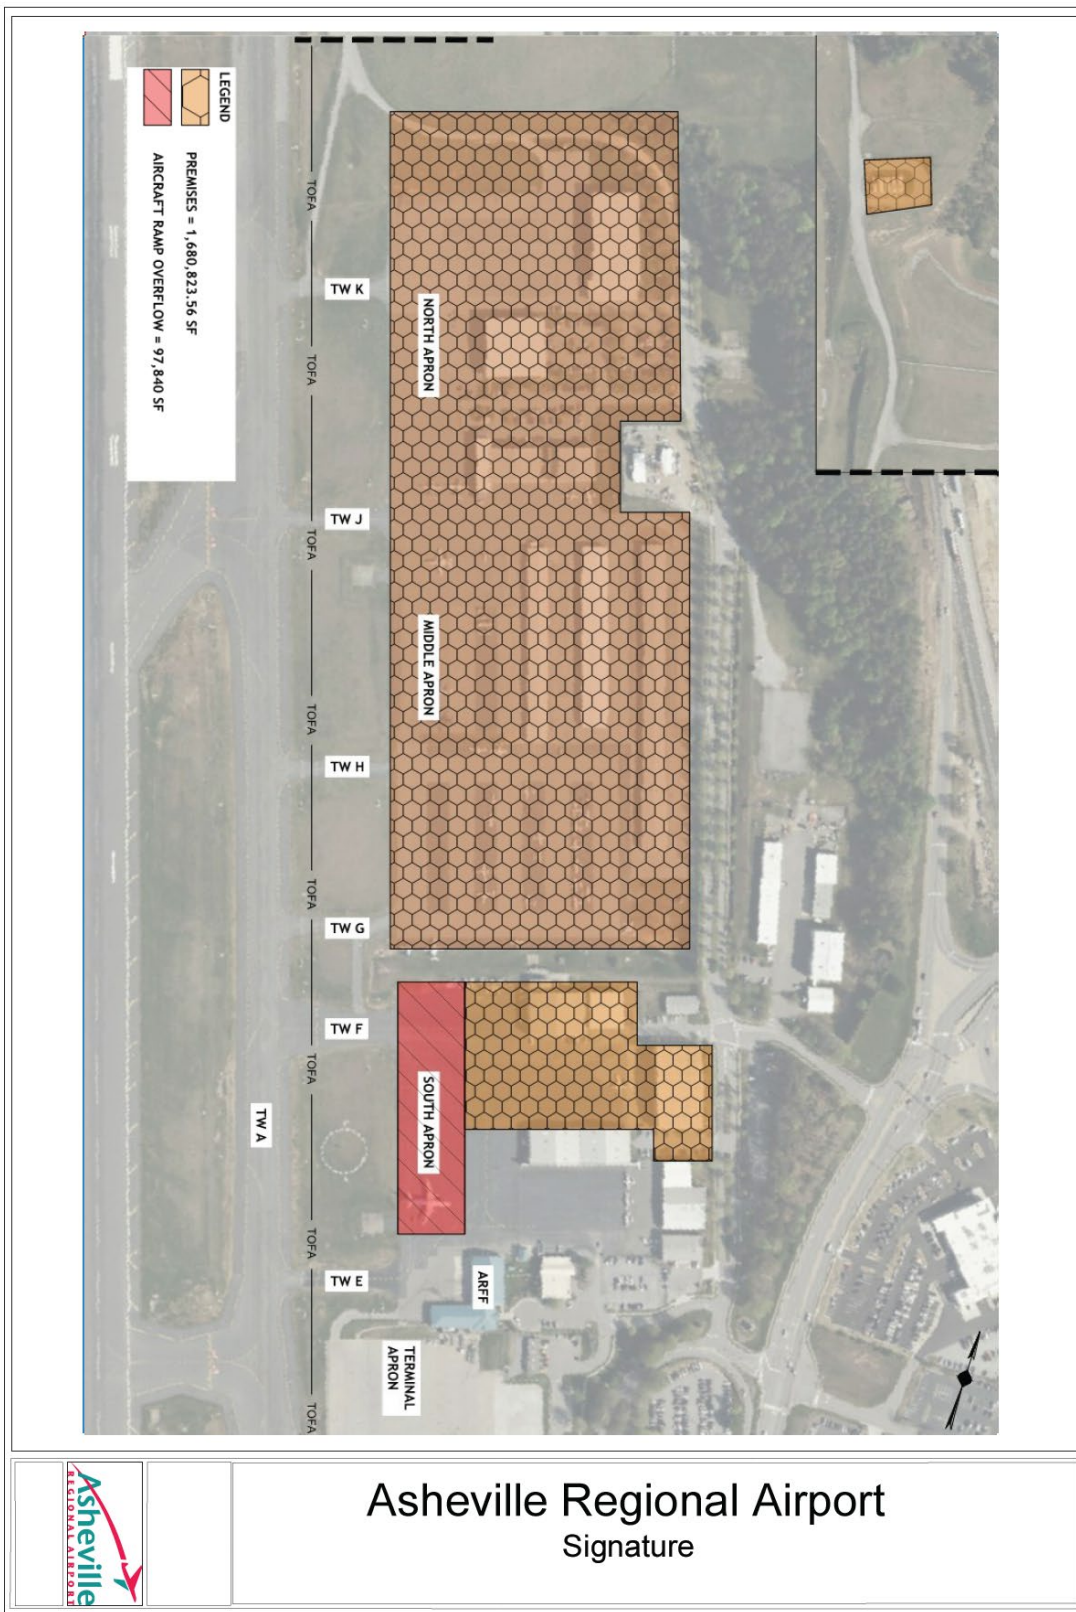 LEGEND
PREMISES = 1,680,823.56 SF
AIRCRAFT RAMP OVERFLOW = 97,840 SF
TOFA
TW K
NORTH APRON
TOFA
TW J
TOFA
MIDDLE APRON
TOFA
TW H
TOFA
TW G
TW F
TOFA
TW A
SOUTH APRON
TOFA
TW E
ARFF
TERMINAL
APRON
TOFA
Asheville
REGIONAL AIRPORT
Asheville Regional Airport
Signature